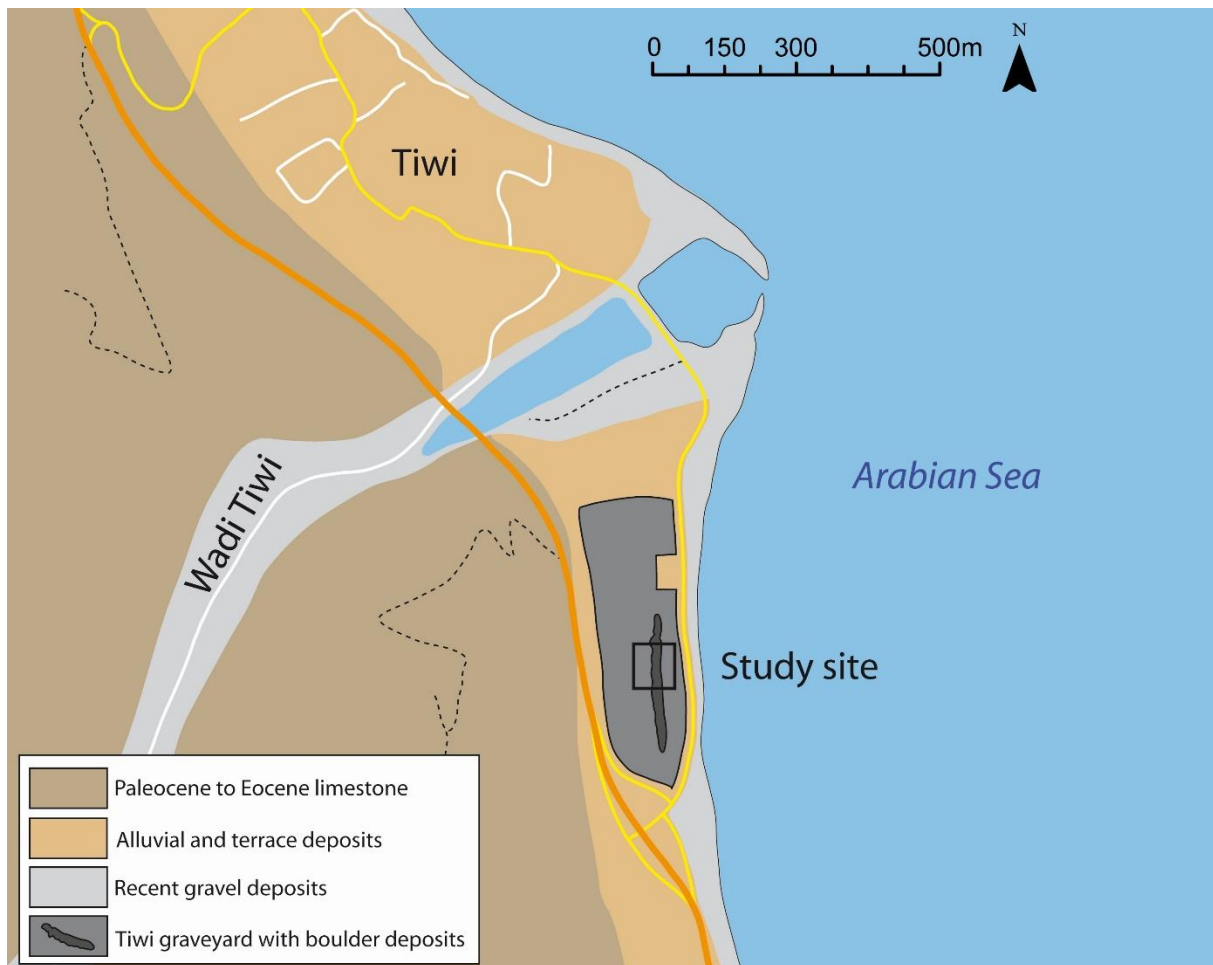 N
0 150 300 500m
Tiwi
Arabian Sea
Wadi Tiwi
Study site
Paleocene to Eocene limestone
Alluvial and terrace deposits
Recent gravel deposits
Tiwi graveyard with boulder deposits